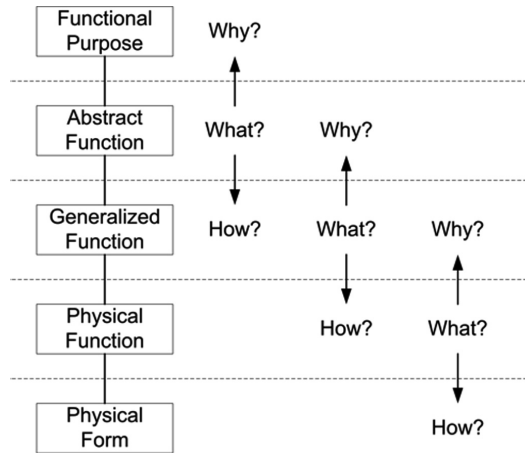 Functional
Purpose
Why?
Abstract
Function
What?
Why?
Generalized
Function
How?
What?
Why?
Physical
Function
How?
What?
Physical
Form
How?